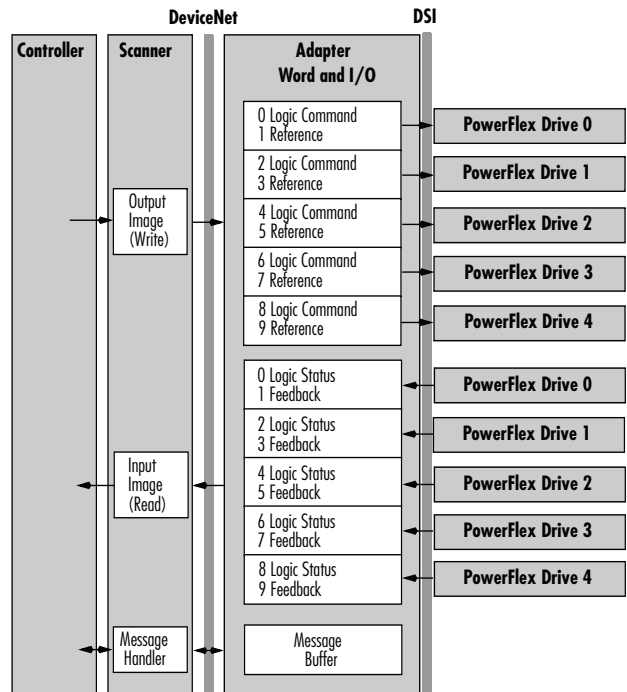 DeviceNet
DSI
Controller
Scanner
Adapter
Word and I/O
0 Logic Command
1 Reference
PowerFlex Drive 0
2 Logic Command
3 Reference
PowerFlex Drive 1
Output
Image
(Write)
4 Logic Command
5 Reference
PowerFlex Drive 2
6 Logic Command
7 Reference
PowerFlex Drive 3
8 Logic Command
9 Reference
PowerFlex Drive 4
0 Logic Status
1 Feedback
PowerFlex Drive 0
2 Logic Status
3 Feedback
PowerFlex Drive 1
Input
Image
(Read)
4 Logic Status
5 Feedback
PowerFlex Drive 2
6 Logic Status
7 Feedback
PowerFlex Drive 3
8 Logic Status
9 Feedback
PowerFlex Drive 4
Message
Handler
Message
Buffer